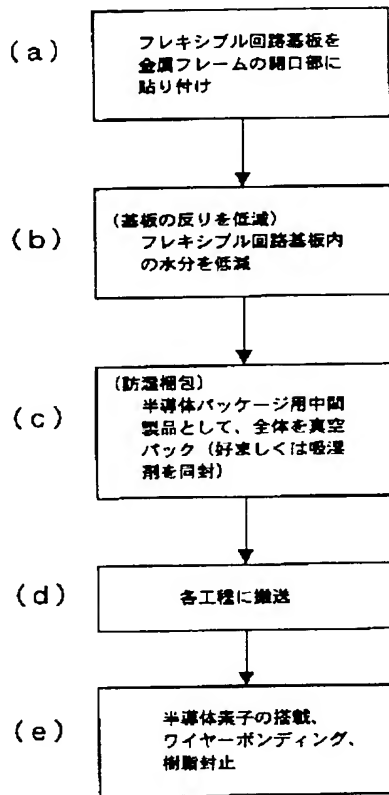 (a)
フレキシブル回路基板を
金属フレームの開口部に
貼り付け
(b)
(基板の反りを低減)
フレキシブル回路基板内
の水分を低減
(c)
(防湿梱包)
半導体パッケージ用中間
製品として、全体を真空
パック(好ましくは吸湿
剤を同封)
(d)
各工程に搬送
(e)
半導体素子の搭載、
ワイヤーボンディング、
樹脂封止